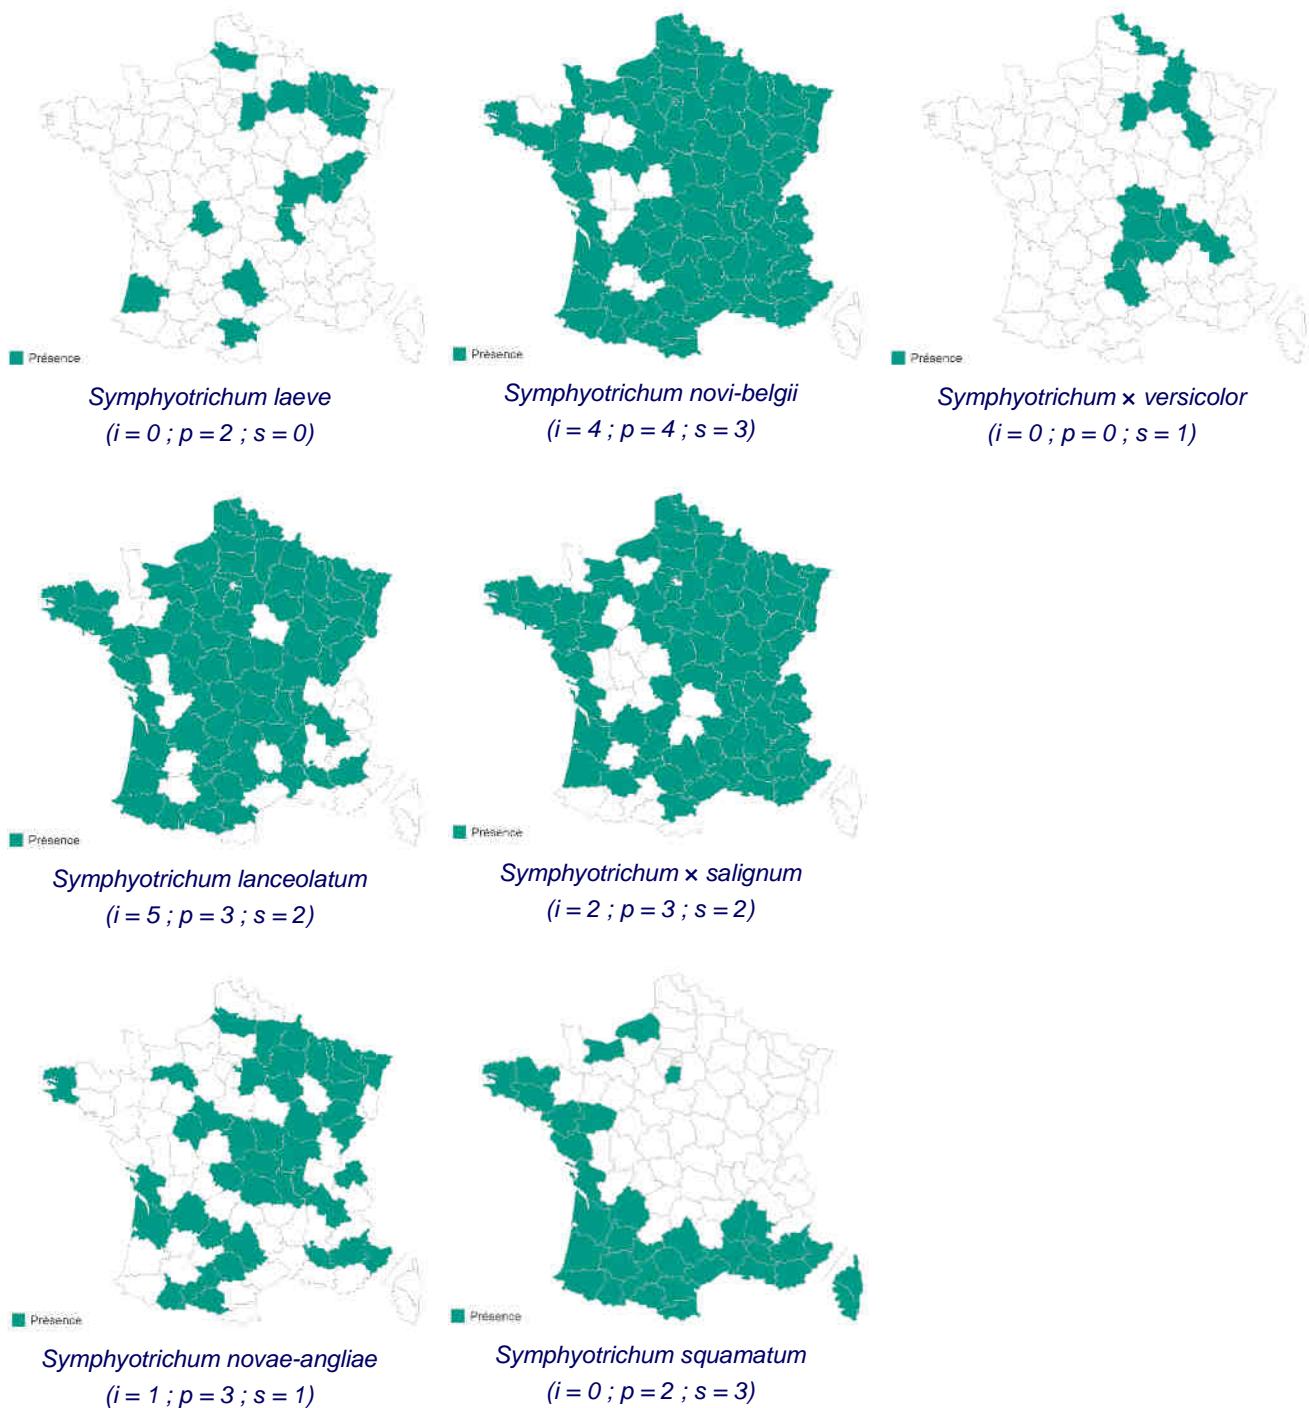 Présence
Symphyotrichum laeve
(i = 0 ; p = 2 ; s = 0)
Présence
Symphyotrichum novi-belgii
(i = 4 ; p = 4 ; s = 3)
Présence
Symphyotrichum × versicolor
(i = 0 ; p = 0 ; s = 1)
Présence
Symphyotrichum lanceolatum
(i = 5 ; p = 3 ; s = 2)
Présence
Symphyotrichum × salignum
(i = 2 ; p = 3 ; s = 2)
Présence
Symphyotrichum novae-angliae
(i = 1 ; p = 3 ; s = 1)
Présence
Symphyotrichum squamatum
(i = 0 ; p = 2 ; s = 3)